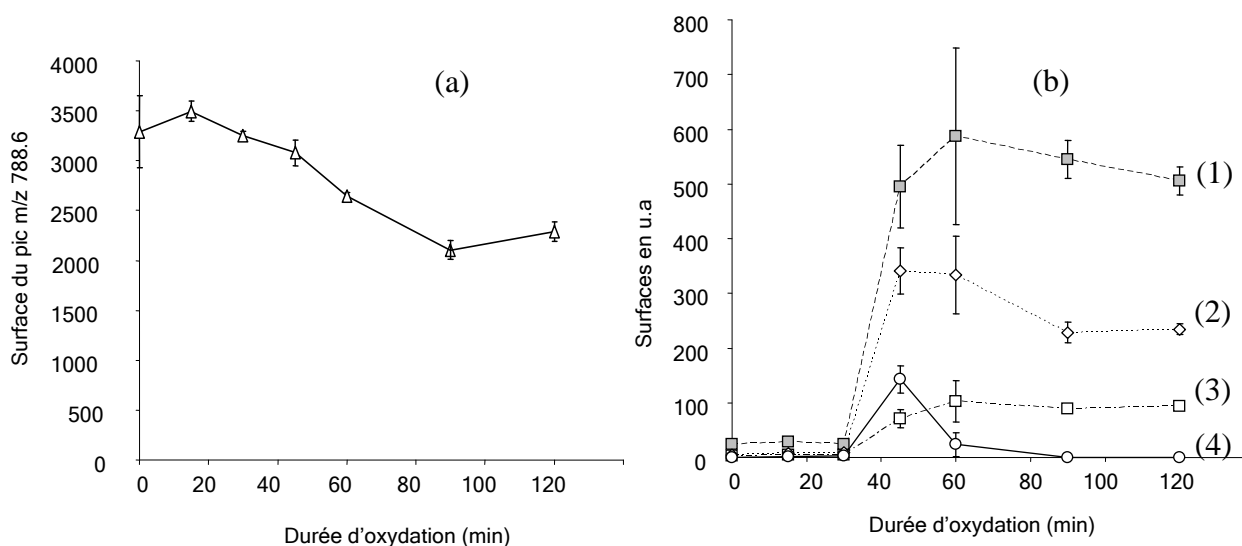 (a)
Surface du pic m/z 788.6
4000
3500
3000
2500
2000
1500
1000
500
0
0 20 40 60 80 100 120
Durée d'oxydation (min)
(b)
Surfaces en u.a
800
700
600
500
400
300
200
100
0
0 20 40 60 80 100 120
Durée d'oxydation (min)
(1)
(2)
(3)
(4)